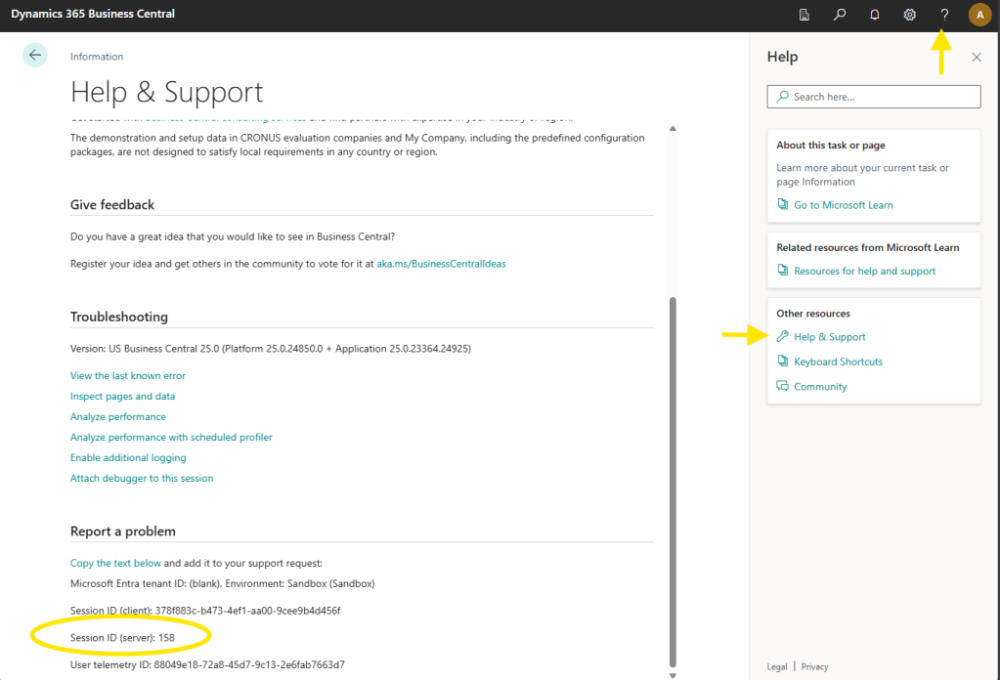 Dynamics 365 Business Central
?
A
Information
Help & Support
The demonstration and setup data in CRONUS evaluation companies and My Company, including the predefined configuration
packages, are not designed to satisfy local requirements in any country or region.
Give feedback
Do you have a great idea that you would like to see in Business Central?
Register your idea and get others in the community to vote for it at aka.ms/BusinessCentralIdeas
Troubleshooting
Version: US Business Central 25.0 (Platform 25.0.24850.0 + Application 25.0.23364.24925)
View the last known error
Inspect pages and data
Analyze performance
Analyze performance with scheduled profiler
Enable additional logging
Attach debugger to this session
Report a problem
Copy the text below and add it to your support request:
Microsoft Entra tenant ID: (blank), Environment: Sandbox (Sandbox)
Session ID (client): 378f883c-b473-4ef1-aa00-9cee9b4d456f
Session ID (server): 158
User telemetry ID: 88049e18-72a8-45d7-9c13-2e6fab7663d7
Help
Search here...
About this task or page
Learn more about your current task or
page Information
Go to Microsoft Learn
Related resources from Microsoft Learn
Resources for help and support
Other resources
Help & Support
Keyboard Shortcuts
Community
Legal | Privacy